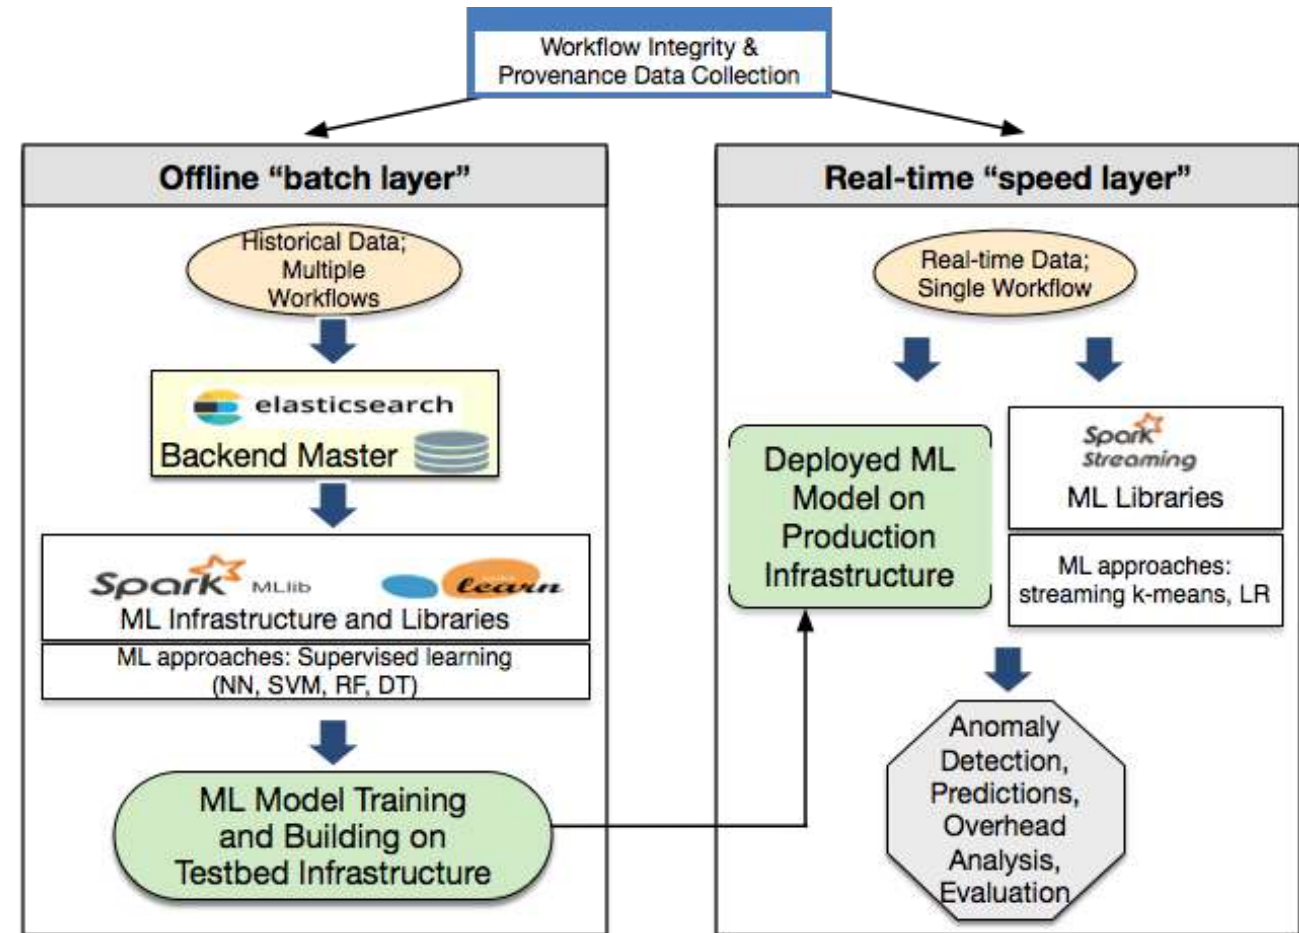 Workflow Integrity &
Provenance Data Collection
Offline “batch layer”
Historical Data;
Multiple
Workflows
elasticsearch
Backend Master
Spark MLlib
learn
ML Infrastructure and Libraries
ML approaches: Supervised learning
(NN, SVM, RF, DT)
ML Model Training
and Building on
Testbed Infrastructure
Real-time “speed layer”
Real-time Data;
Single Workflow
Deployed ML
Model on
Production
Infrastructure
Spark
Streaming
ML Libraries
ML approaches:
streaming k-means, LR
Anomaly
Detection,
Predictions,
Overhead
Analysis,
Evaluation